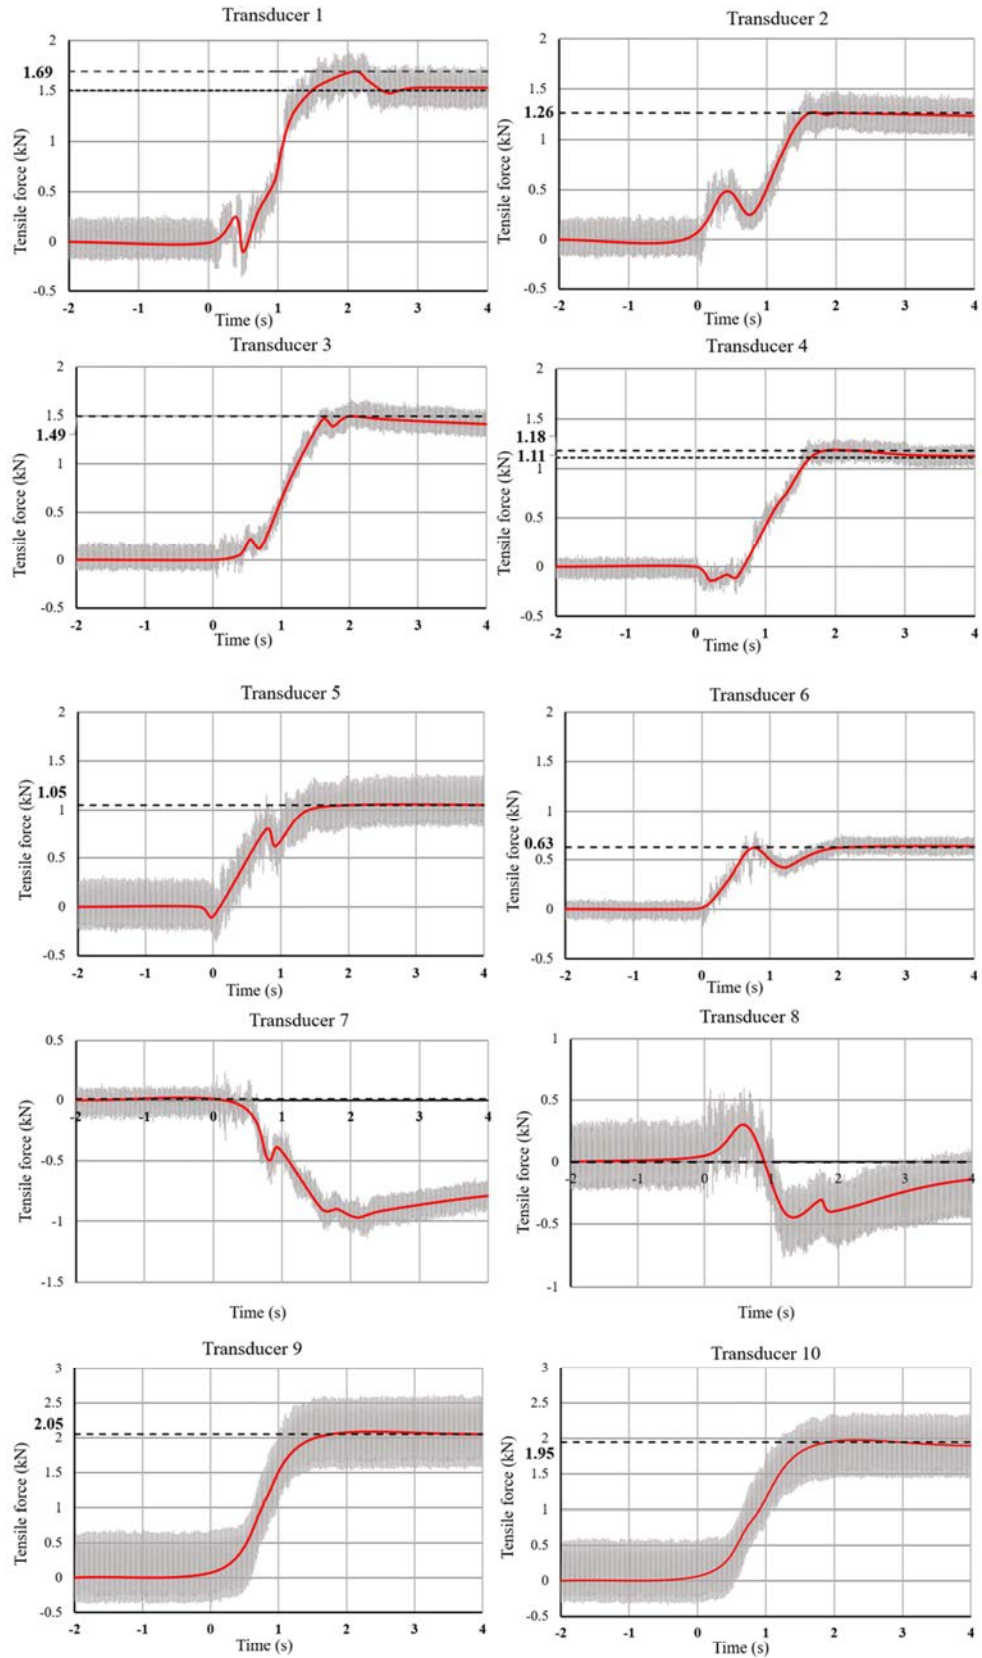 Transducer 1
Tensile force (kN)
2
1.69
1.5
1
0.5
0
-0.5
-2 -1 0 1 2 3 4
Time (s)
Transducer 2
Tensile force (kN)
2
1.5
1.26
1
0.5
0
-0.5
-2 -1 0 1 2 3 4
Time (s)
Transducer 3
Tensile force (kN)
2
1.5
1.49
1
0.5
0
-0.5
-2 -1 0 1 2 3 4
Time (s)
Transducer 4
Tensile force (kN)
2
1.5
1.18
1.11
1
0.5
0
-0.5
-2 -1 0 1 2 3 4
Time (s)
Transducer 5
Tensile force (kN)
2
1.5
1.05
1
0.5
0
-0.5
-2 -1 0 1 2 3 4
Time (s)
Transducer 6
Tensile force (kN)
2
1.5
1
0.63
0.5
0
-0.5
-2 -1 0 1 2 3 4
Time (s)
Transducer 7
Tensile force (kN)
0.5
0
-2 -1 0 1 2 3 4
-0.5
-1
-1.5
Time (s)
Transducer 8
Tensile force (kN)
1
0.5
0
-2 -1 0 1 2 3 4
-0.5
-1
Time (s)
Transducer 9
Tensile force (kN)
3
2.5
2.05
2
1.5
1
0.5
0
-0.5
-2 -1 0 1 2 3 4
Time (s)
Transducer 10
Tensile force (kN)
3
2.5
2
1.95
1.5
1
0.5
0
-0.5
-2 -1 0 1 2 3 4
Time (s)